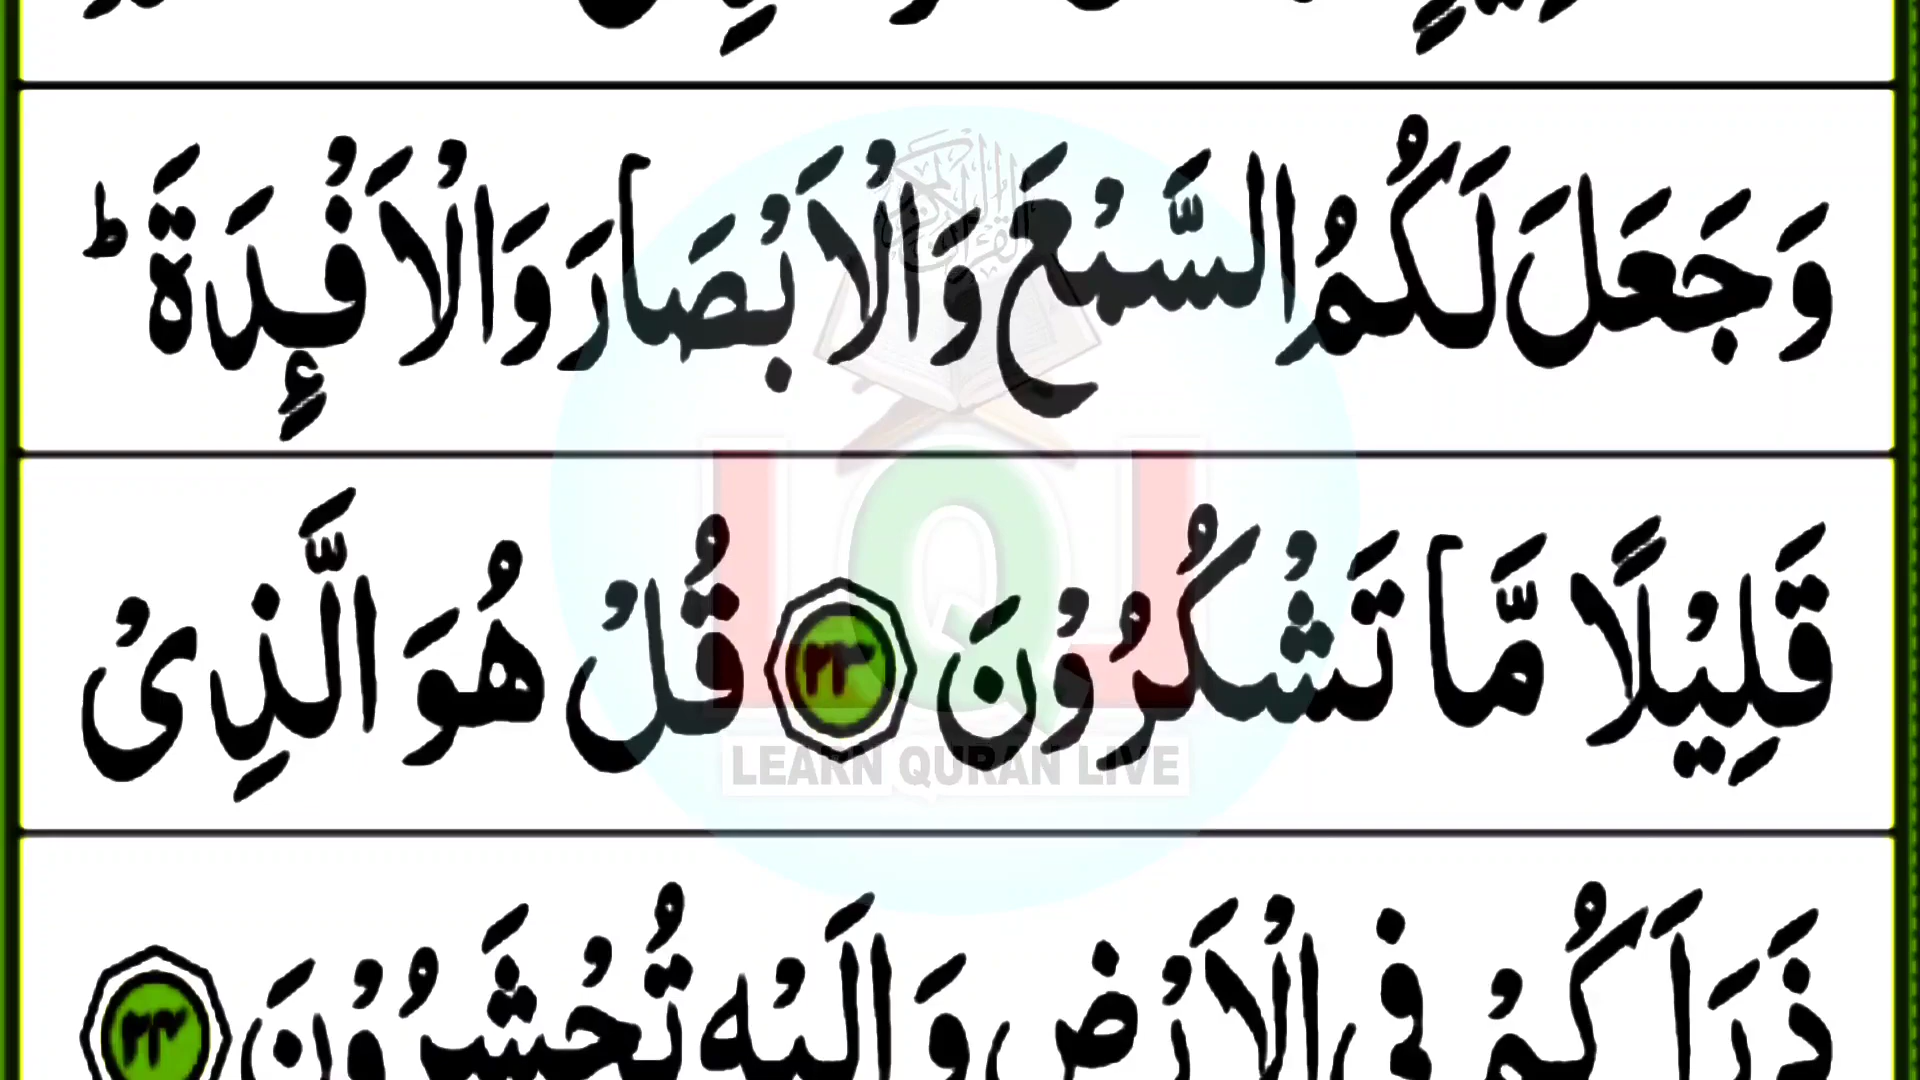 وَجَعَلَ لَكُمُ السَّمْعَ وَالْاَبْصَارَ وَالْاَفْـِٕدَةَ ؕ
قَلِيْلًا مَّا تَشْكُرُوْنَ ۲۳ قُلْ هُوَ الَّذِىْ
LEARN QURAN LIVE
ذَرَاَكُمْ فِى الْاَرْضِ وَاِلَيْهِ تُحْشَرُوْنَ ۲۴